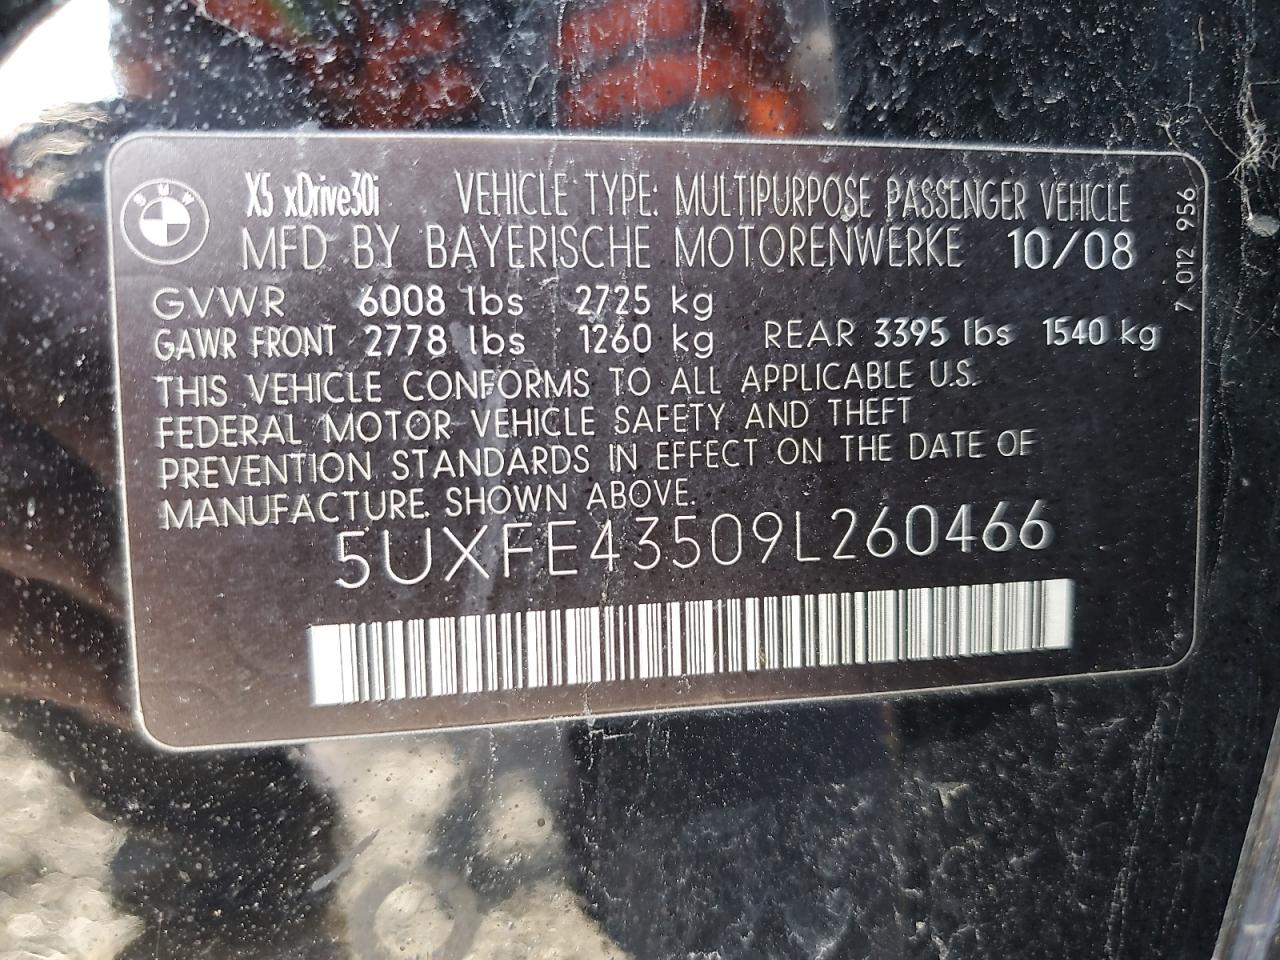 BMW
X5 xDrive30i VEHICLE TYPE: MULTIPURPOSE PASSENGER VEHICLE
MFD BY BAYERISCHE MOTORENWERKE 10/08
GVWR 6008 lbs 2725 kg
GAWR FRONT 2778 lbs 1260 kg REAR 3395 lbs 1540 kg
THIS VEHICLE CONFORMS TO ALL APPLICABLE U.S.
FEDERAL MOTOR VEHICLE SAFETY AND THEFT
PREVENTION STANDARDS IN EFFECT ON THE DATE OF
MANUFACTURE SHOWN ABOVE.
5UXFE43509L260466
7 012 956